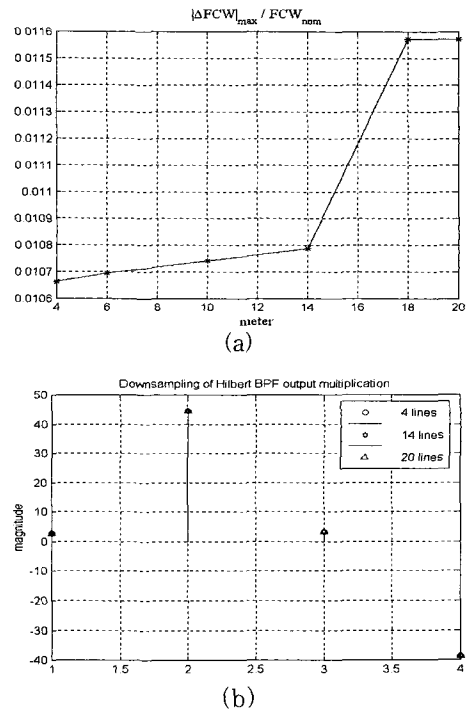 |ΔFCW|max / FCWnom
0.0116
0.0115
0.0114
0.0113
0.0112
0.0111
0.011
0.0109
0.0108
0.0107
0.0106
4 6 8 10 12 14 16 18 20
meter
(a)
Downsampling of Hilbert BPF output multiplication
50
40
30
20
10
0
-10
-20
-30
-40
magnitude
4 lines
14 lines
20 lines
1 1.5 2 2.5 3 3.5 4
(b)